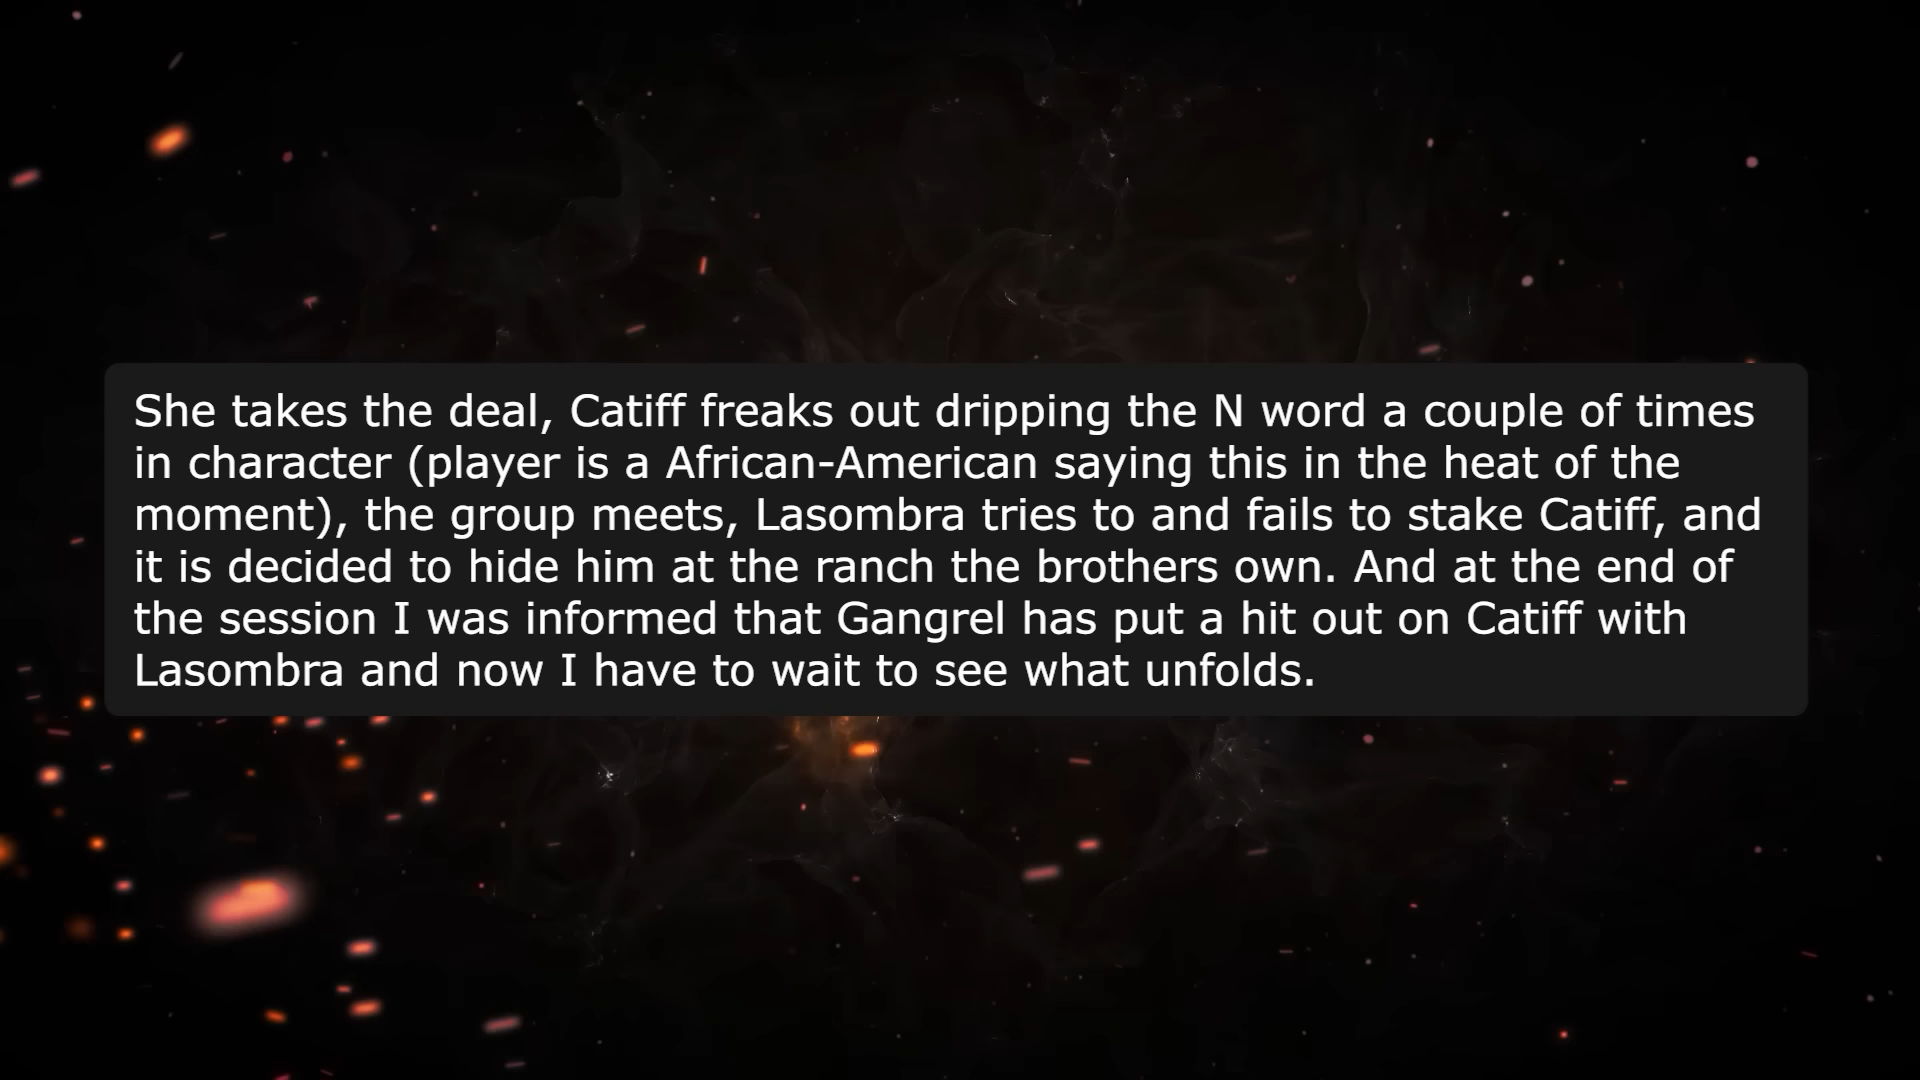 She takes the deal, Catiff freaks out dripping the N word a couple of times
in character (player is a African-American saying this in the heat of the
moment), the group meets, Lasombra tries to and fails to stake Catiff, and
it is decided to hide him at the ranch the brothers own. And at the end of
the session I was informed that Gangrel has put a hit out on Catiff with
Lasombra and now I have to wait to see what unfolds.